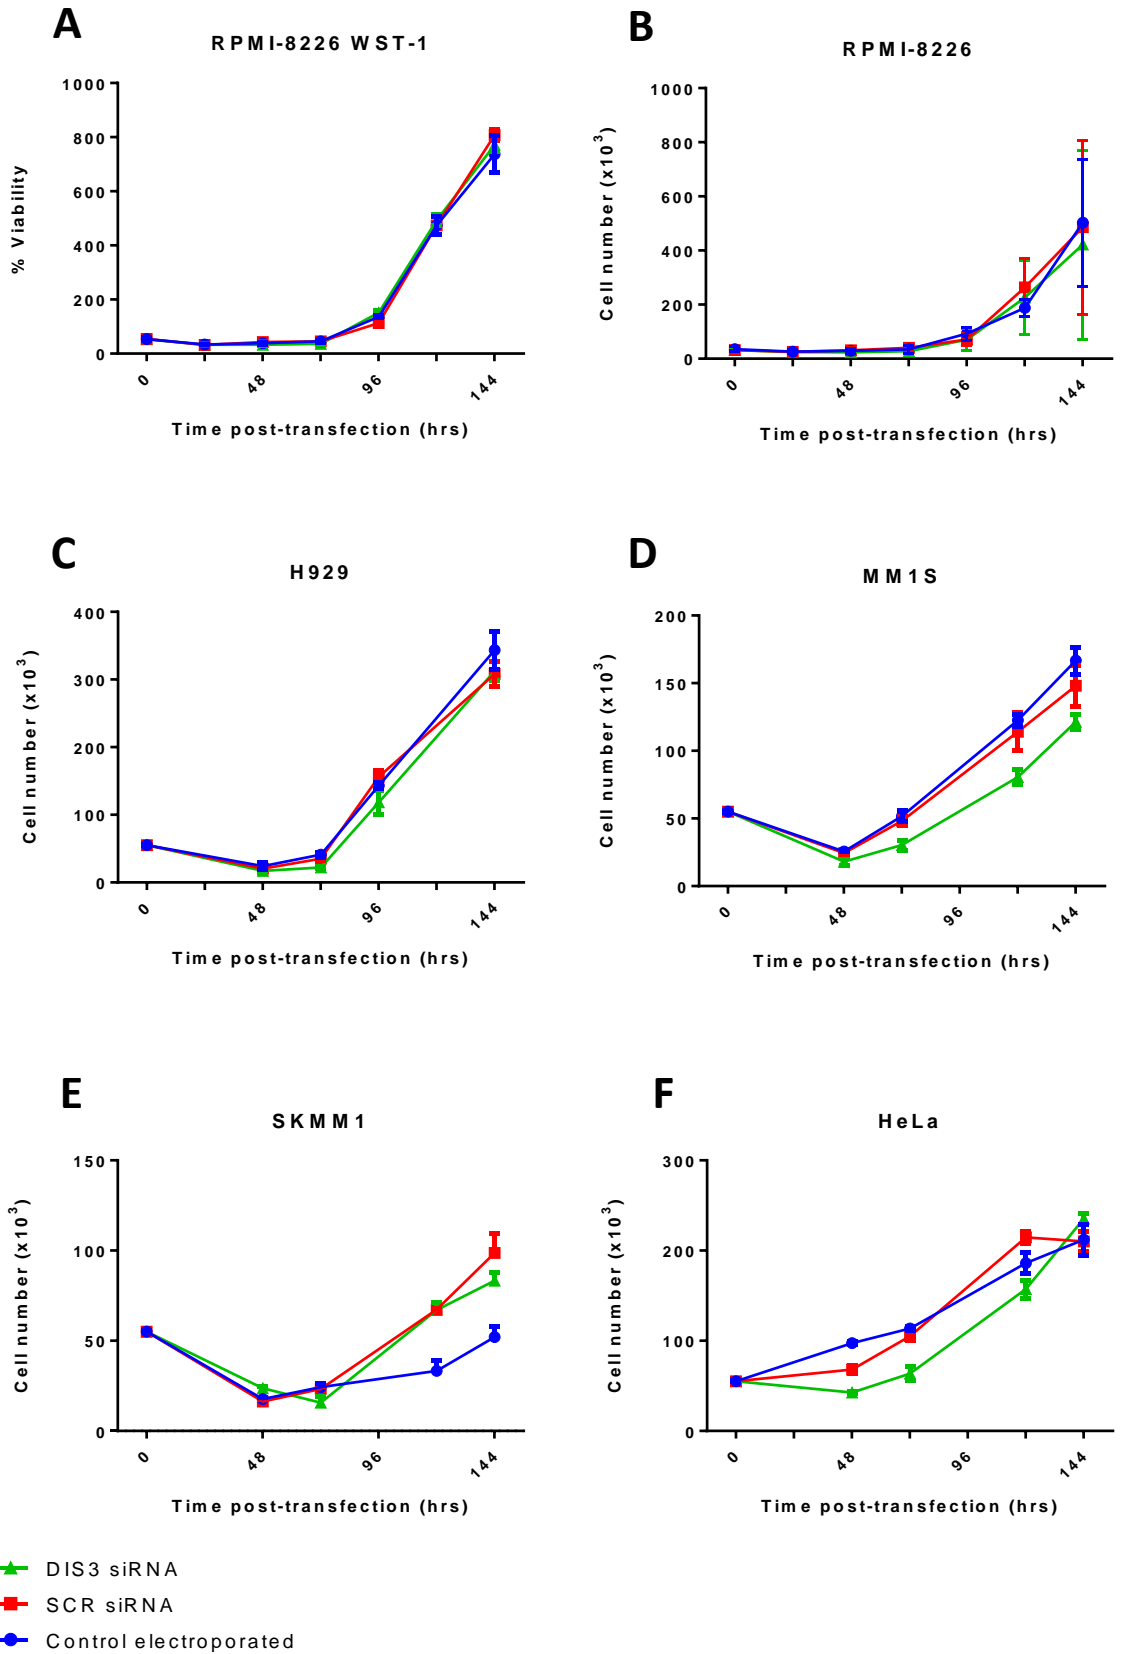 A
RPMI-8226 WST-1
% Viability
1000
800
600
400
200
0
0
48
96
144
Time post-transfection (hrs)
B
RPMI-8226
Cell number (x10³)
1000
800
600
400
200
0
0
48
96
144
Time post-transfection (hrs)
C
H929
Cell number (x10³)
400
300
200
100
0
0
48
96
144
Time post-transfection (hrs)
D
MM1S
Cell number (x10³)
200
150
100
50
0
0
48
96
144
Time post-transfection (hrs)
E
SKMM1
Cell number (x10³)
150
100
50
0
0
48
96
144
Time post-transfection (hrs)
F
HeLa
Cell number (x10³)
300
200
100
0
0
48
96
144
Time post-transfection (hrs)
DIS3 siRNA
SCR siRNA
Control electroporated